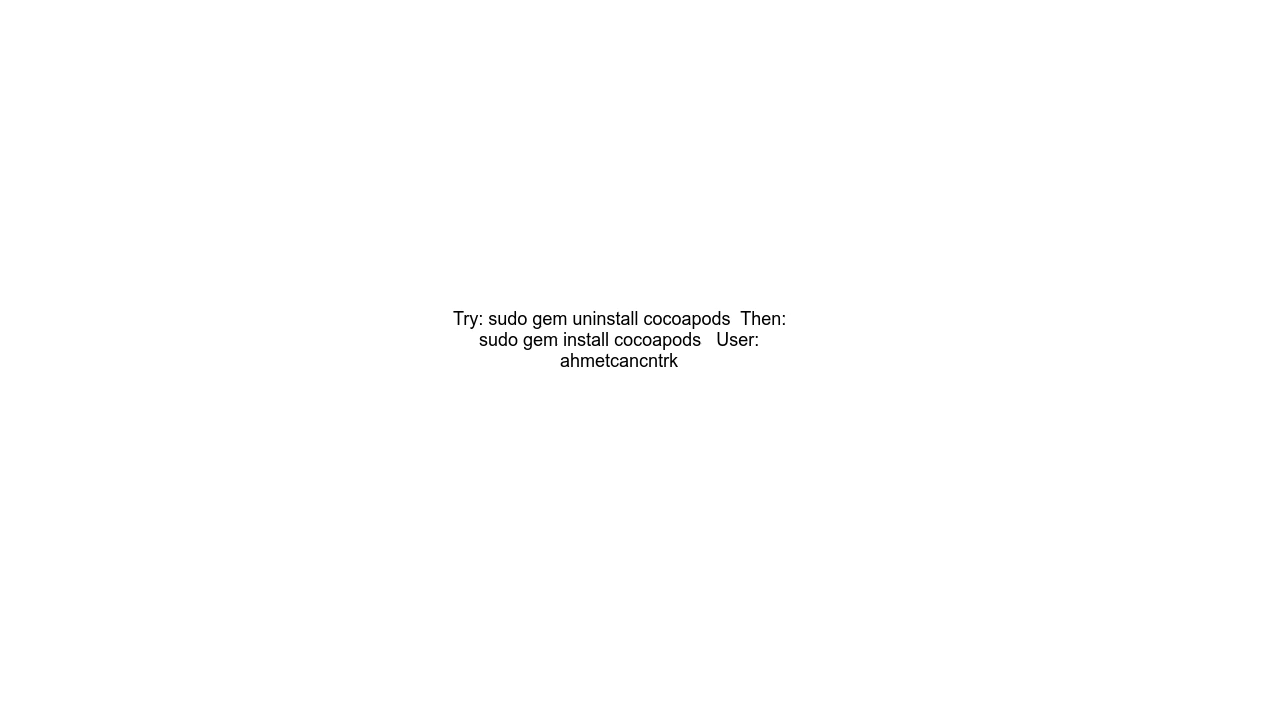 Try: sudo gem uninstall cocoapods  Then:
sudo gem install cocoapods   User:
ahmetcancntrk